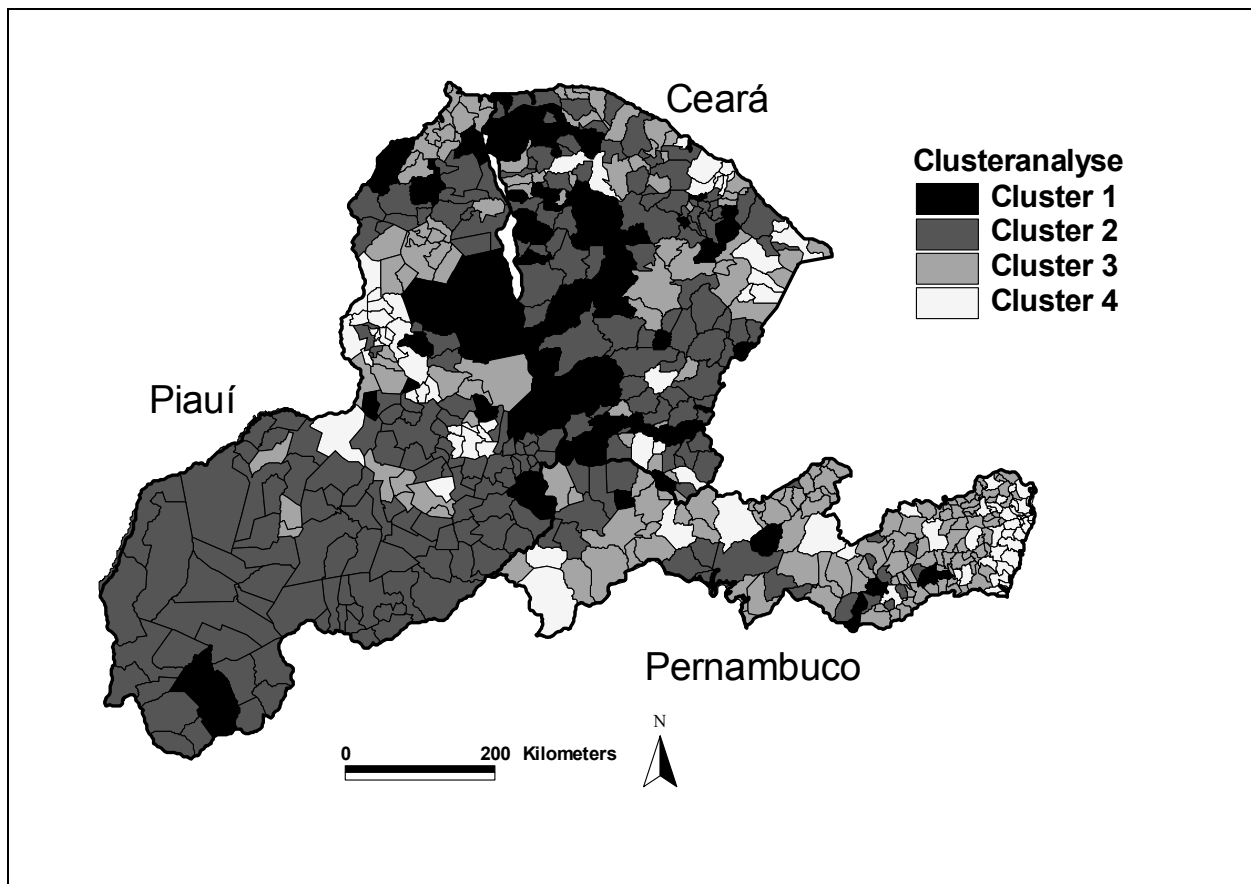 Ceará
Clusteranalyse
Cluster 1
Cluster 2
Cluster 3
Cluster 4
Piauí
Pernambuco
N
0 200 Kilometers